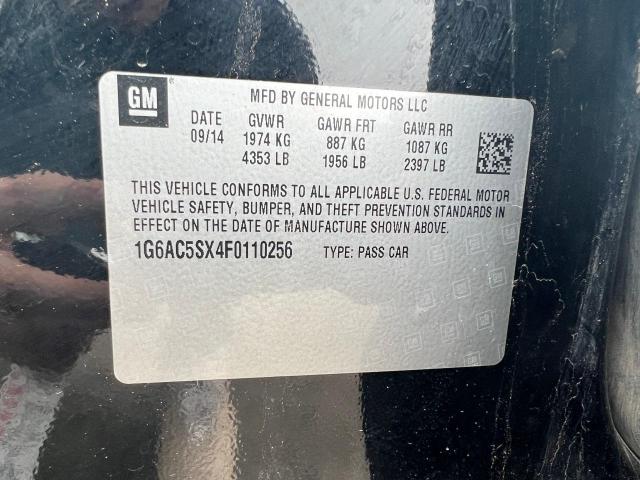 GM
MFD BY GENERAL MOTORS LLC
DATE GVWR GAWR FRT GAWR RR
09/14 1974 KG 887 KG 1087 KG
4353 LB 1956 LB 2397 LB
THIS VEHICLE CONFORMS TO ALL APPLICABLE U.S. FEDERAL MOTOR
VEHICLE SAFETY, BUMPER, AND THEFT PREVENTION STANDARDS IN
EFFECT ON THE DATE OF MANUFACTURE SHOWN ABOVE.
1G6AC5SX4F0110256 TYPE: PASS CAR